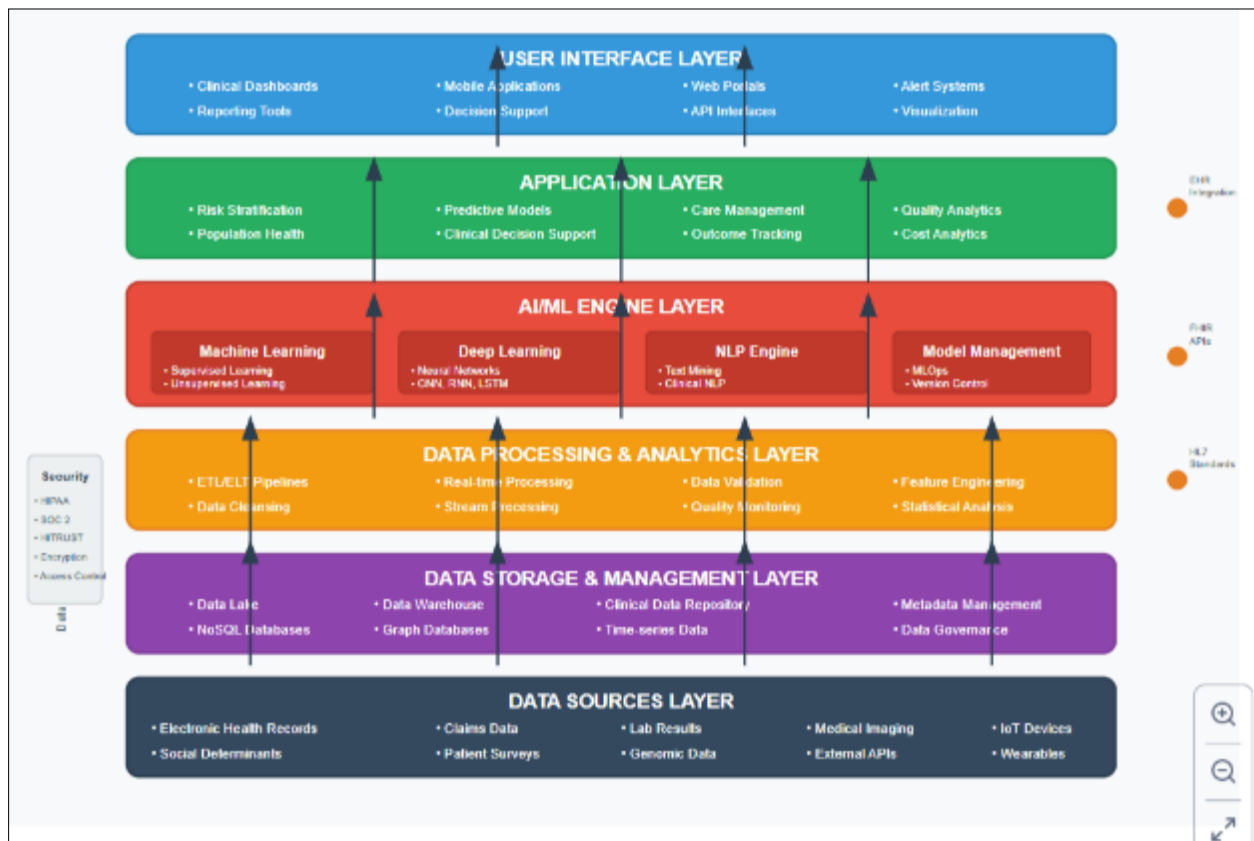 USER INTERFACE LAYER
• Clinical Dashboards • Mobile Applications • Web Portals • Alert Systems
• Reporting Tools • Decision Support • API Interfaces • Visualization
APPLICATION LAYER
EHR
Integration
• Risk Stratification • Predictive Models • Care Management • Quality Analytics
• Population Health • Clinical Decision Support • Outcome Tracking • Cost Analytics
AI/ML ENGINE LAYER
FHIR
APIs
Machine Learning Deep Learning NLP Engine Model Management
• Supervised Learning • Neural Networks • Text Mining • MLOps
• Unsupervised Learning • CNN, RNN, LSTM • Clinical NLP • Version Control
DATA PROCESSING & ANALYTICS LAYER
HL7
Standards
• ETL/ELT Pipelines • Real-time Processing • Data Validation • Feature Engineering
• Data Cleansing • Stream Processing • Quality Monitoring • Statistical Analysis
Security
• HIPAA
• SOC 2
• HITRUST
• Encryption
• Access Control
Data
DATA STORAGE & MANAGEMENT LAYER
• Data Lake • Data Warehouse • Clinical Data Repository • Metadata Management
• NoSQL Databases • Graph Databases • Time-series Data • Data Governance
DATA SOURCES LAYER
• Electronic Health Records • Claims Data • Lab Results • Medical Imaging • IoT Devices
• Social Determinants • Patient Surveys • Genomic Data • External APIs • Wearables